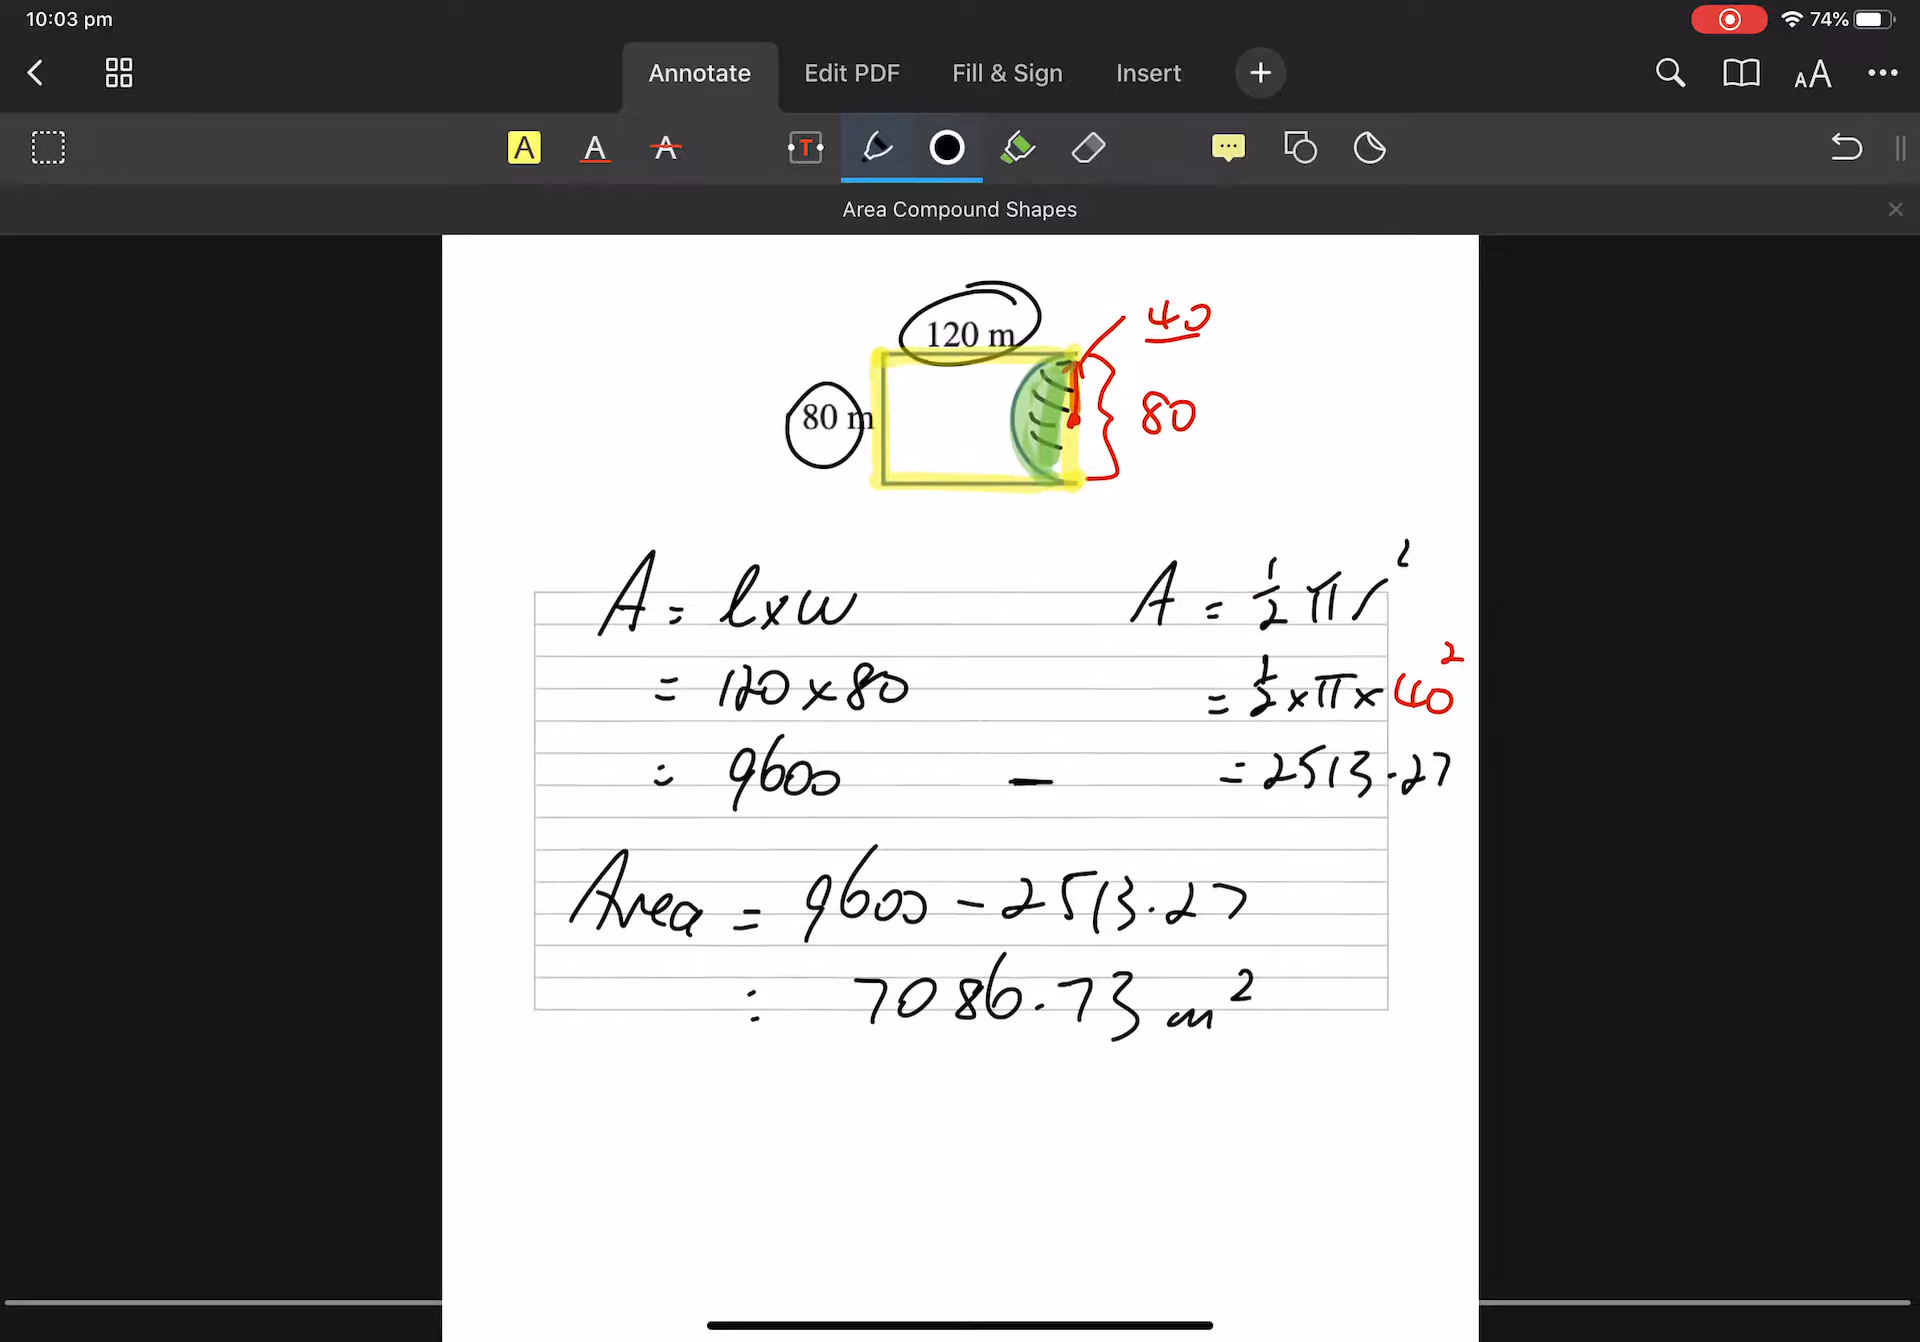 10:03 pm
74%
Annotate
Edit PDF
Fill & Sign
Insert
A A A T AA
Area Compound Shapes
120 m
40
80 m
80
A = l×w
A = ½ π r²
= 120 × 80
= ½ × π × 40²
= 9600 –
= 2513.27
Area = 9600 – 2513.27
= 7086.73 m²